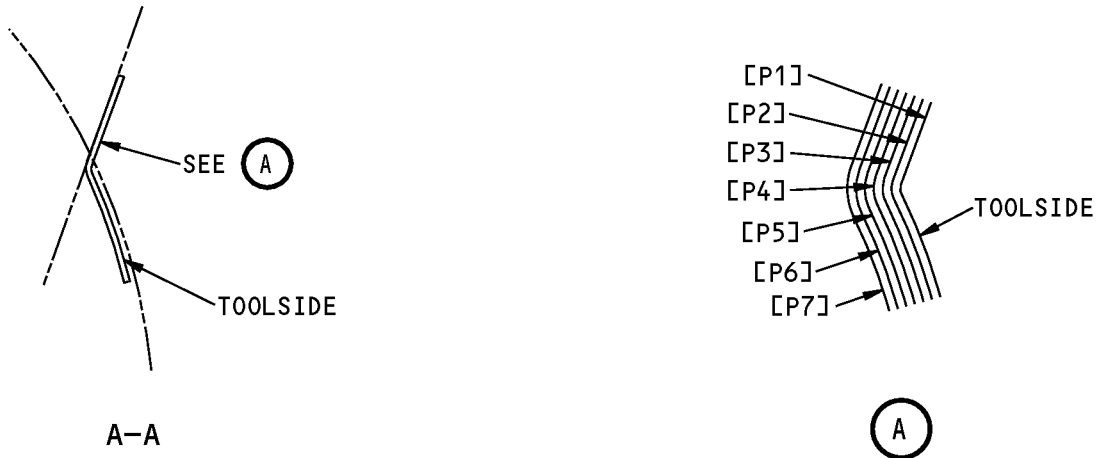 SEE A
TOOLSIDE
A-A
[P1]
[P2]
[P3]
[P4]
[P5]
[P6]
[P7]
TOOLSIDE
A